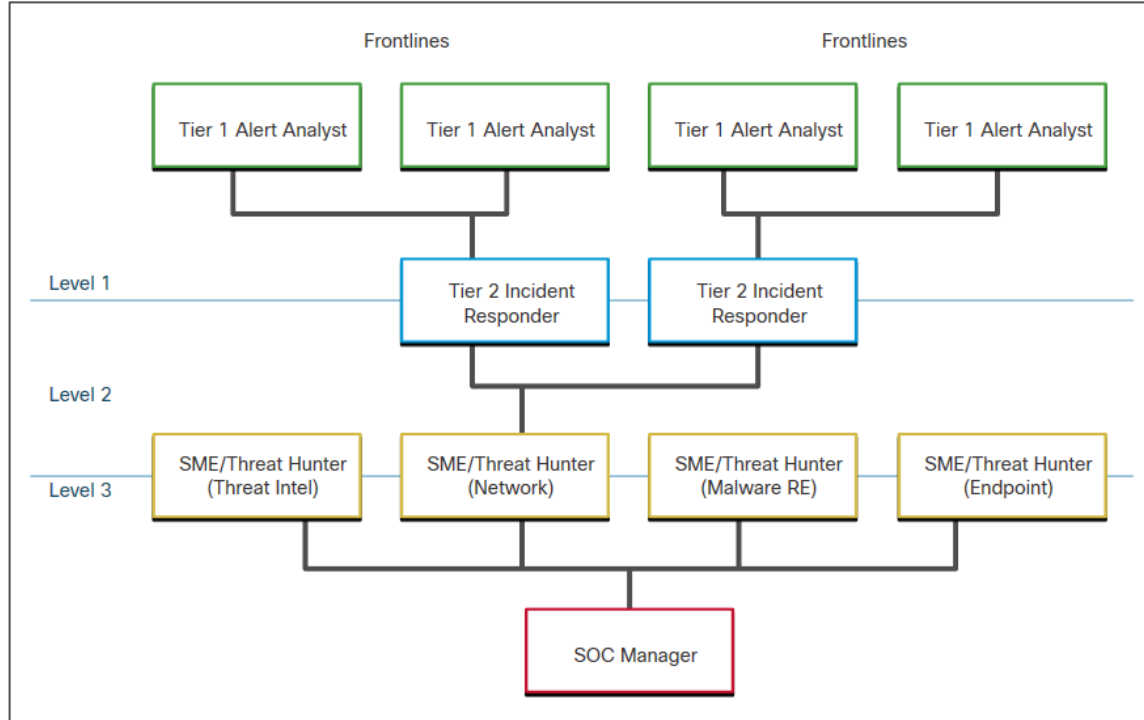 Frontlines
Frontlines
Tier 1 Alert Analyst
Tier 1 Alert Analyst
Tier 1 Alert Analyst
Tier 1 Alert Analyst
Level 1
Tier 2 Incident
Responder
Tier 2 Incident
Responder
Level 2
SME/Threat Hunter
(Threat Intel)
SME/Threat Hunter
(Network)
SME/Threat Hunter
(Malware RE)
SME/Threat Hunter
(Endpoint)
Level 3
SOC Manager